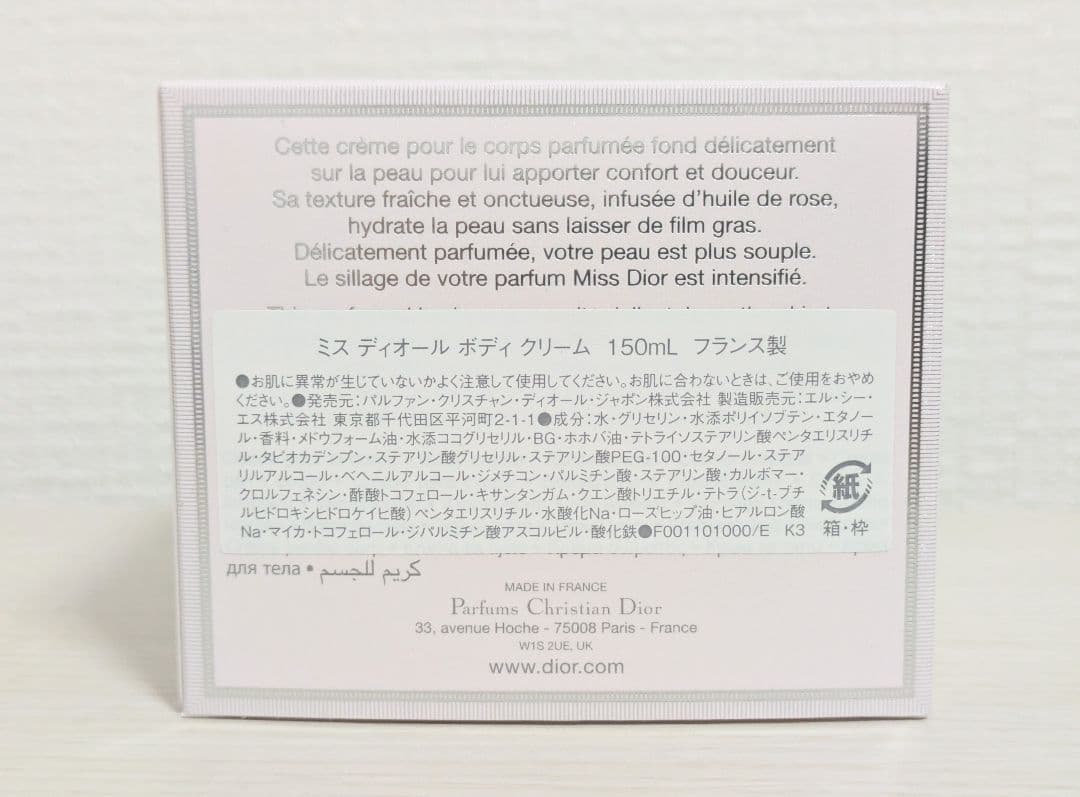 Cette crème pour le corps parfumée fond délicatement
sur la peau pour lui apporter confort et douceur.
Sa texture fraîche et onctueuse, infusée d'huile de rose,
hydrate la peau sans laisser de film gras.
Délicatement parfumée, votre peau est plus souple.
Le sillage de votre parfum Miss Dior est intensifié.
ミス ディオール ボディ クリーム 150mL フランス製
●お肌に異常が生じていないかよく注意して使用してください。お肌に合わないときは、ご使用をおやめ
ください。●発売元:パルファン・クリスチャン・ディオール・ジャポン株式会社 製造販売元:エル・シー・
エス株式会社 東京都千代田区平河町2-1-1●成分:水・グリセリン・水添ポリイソブテン・エタノー
ル・香料・メドウフォーム油・水添ココグリセリル・BG・ホホバ油・テトライソステアリン酸ペンタエリスリチ
ル・タピオカデンプン・ステアリン酸グリセリル・ステアリン酸PEG-100・セタノール・ステア
リルアルコール・ベヘニルアルコール・ジメチコン・パルミチン酸・ステアリン酸・カルボマー・
クロルフェネシン・酢酸トコフェロール・キサンタンガム・クエン酸トリエチル・テトラ(ジ-t-ブチ
ルヒドロキシヒドロケイヒ酸)ペンタエリスリチル・水酸化Na・ローズヒップ油・ヒアルロン酸
Na・マイカ・トコフェロール・ジパルミチン酸アスコルビル・酸化鉄●F001101000/E K3
紙
箱・枠
для тела • كريم للجسم
MADE IN FRANCE
Parfums Christian Dior
33, avenue Hoche - 75008 Paris - France
W1S 2UE, UK
www.dior.com